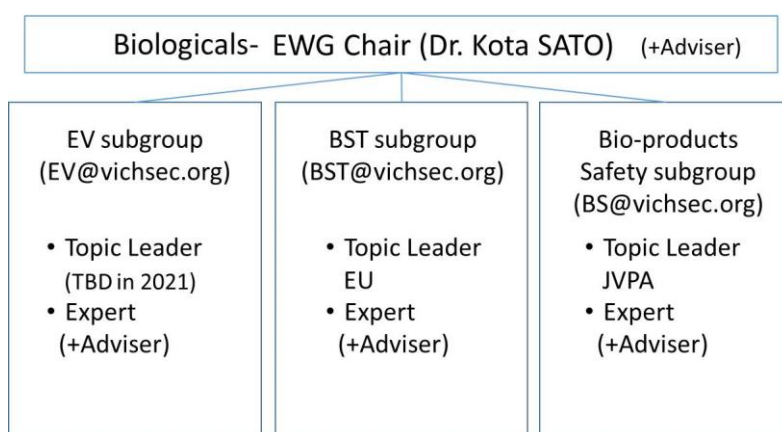 Biologicals- EWG Chair (Dr. Kota SATO) (+Adviser)
EV subgroup
(EV@vichsec.org)
• Topic Leader
(TBD in 2021)
• Expert
(+Adviser)
BST subgroup
(BST@vichsec.org)
• Topic Leader
EU
• Expert
(+Adviser)
Bio-products
Safety subgroup
(BS@vichsec.org)
• Topic Leader
JVPA
• Expert
(+Adviser)